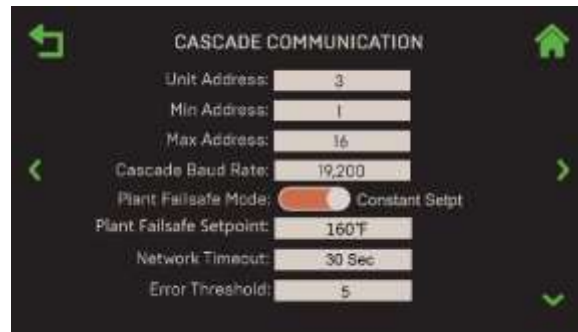 CASCADE COMMUNICATION
Unit Address: 3
Min Address: 1
Max Address: 16
Cascade Baud Rate: 19,200
Plant Failsafe Mode: Constant Setpt
Plant Failsafe Setpoint: 160°F
Network Timeout: 30 Sec
Error Threshold: 5